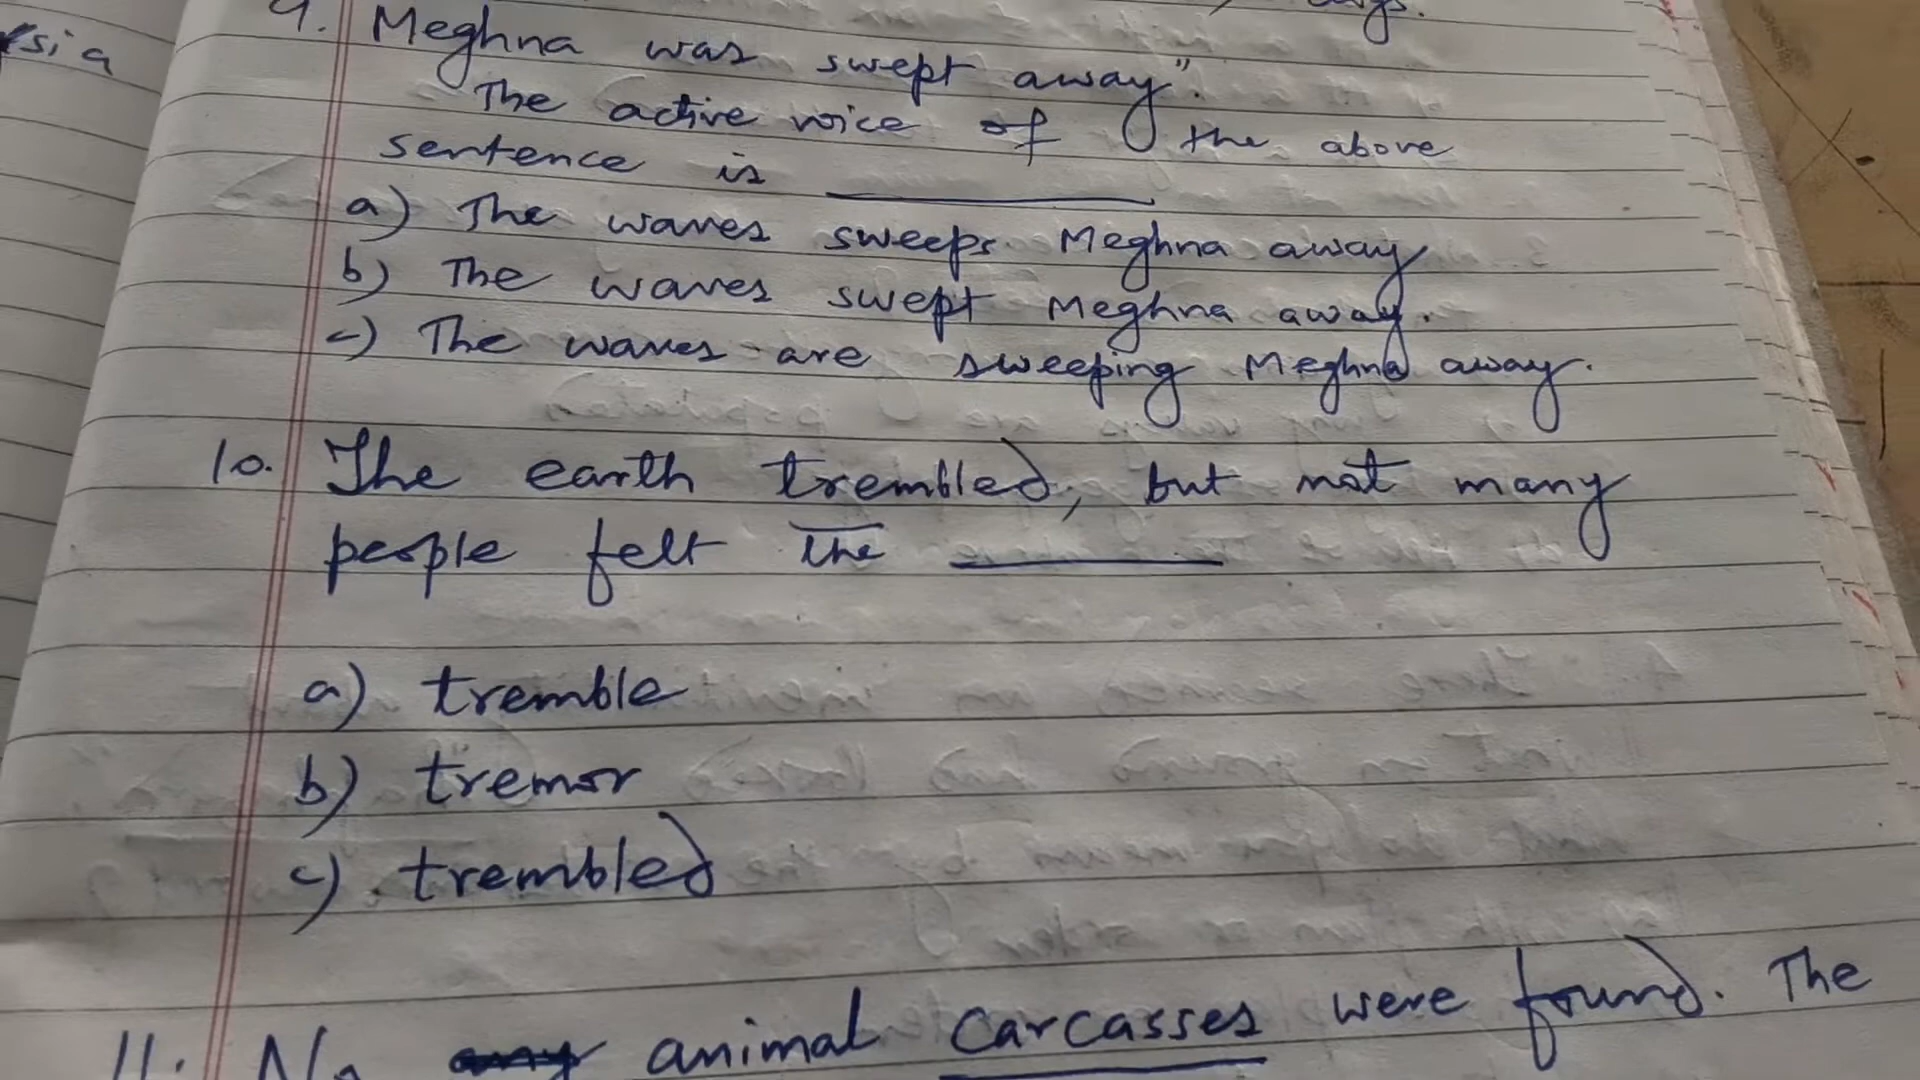 9. Meghna was swept away".
The active voice of the above
sentence is
a) The waves sweeps Meghna away
b) The waves swept Meghna away.
c) The waves are sweeping Meghna away.
10. The earth trembled, but not many
people felt the
a) tremble
b) tremor
c) trembled
11. No animal carcasses were found. The